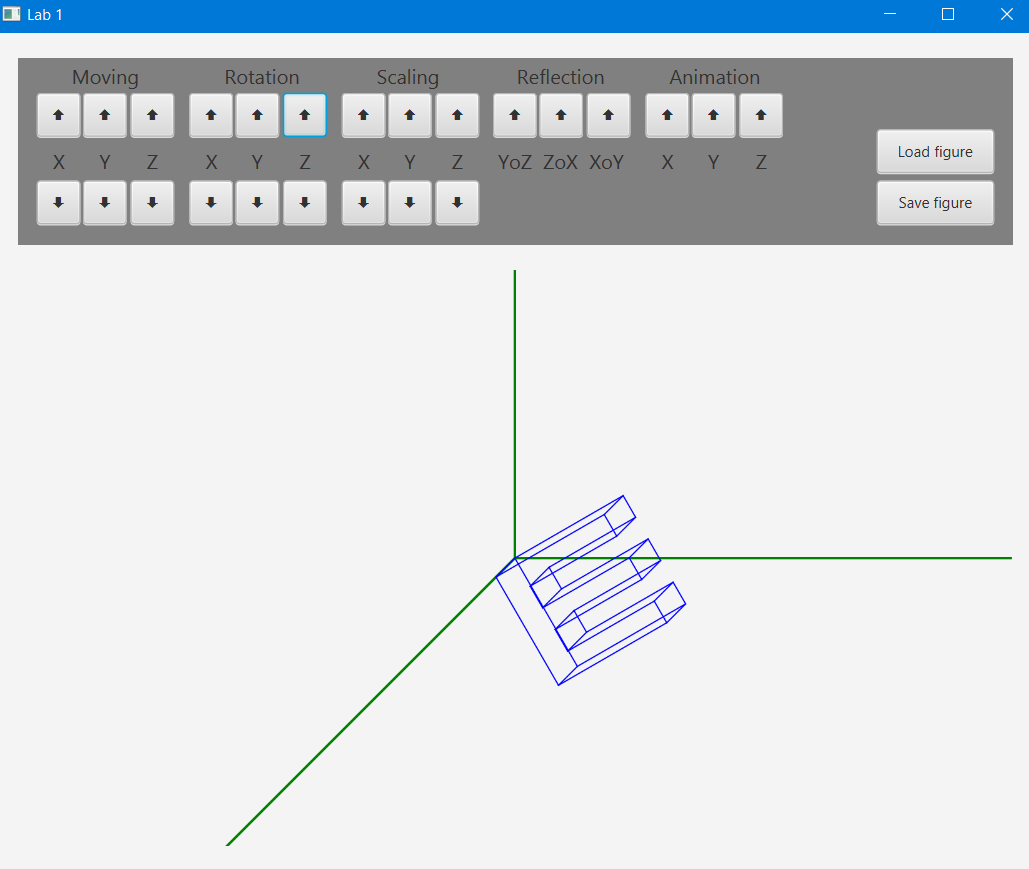 Lab 1
Moving Rotation Scaling Reflection Animation
X Y Z X Y Z X Y Z YoZ ZoX XoY X Y Z
Load figure
Save figure